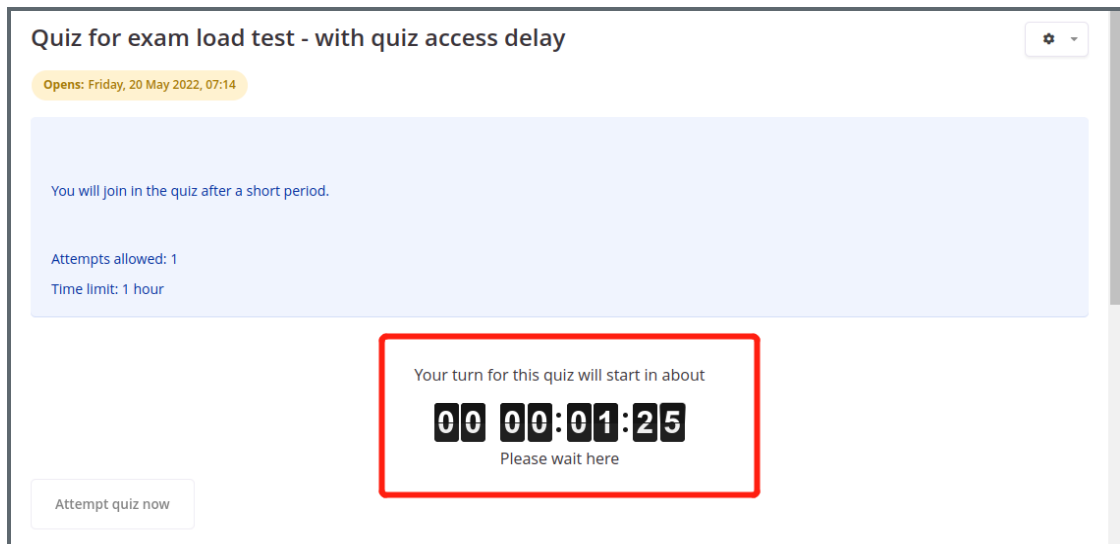 Quiz for exam load test - with quiz access delay
Opens: Friday, 20 May 2022, 07:14
You will join in the quiz after a short period.
Attempts allowed: 1
Time limit: 1 hour
Your turn for this quiz will start in about
00 00:01:25
Please wait here
Attempt quiz now